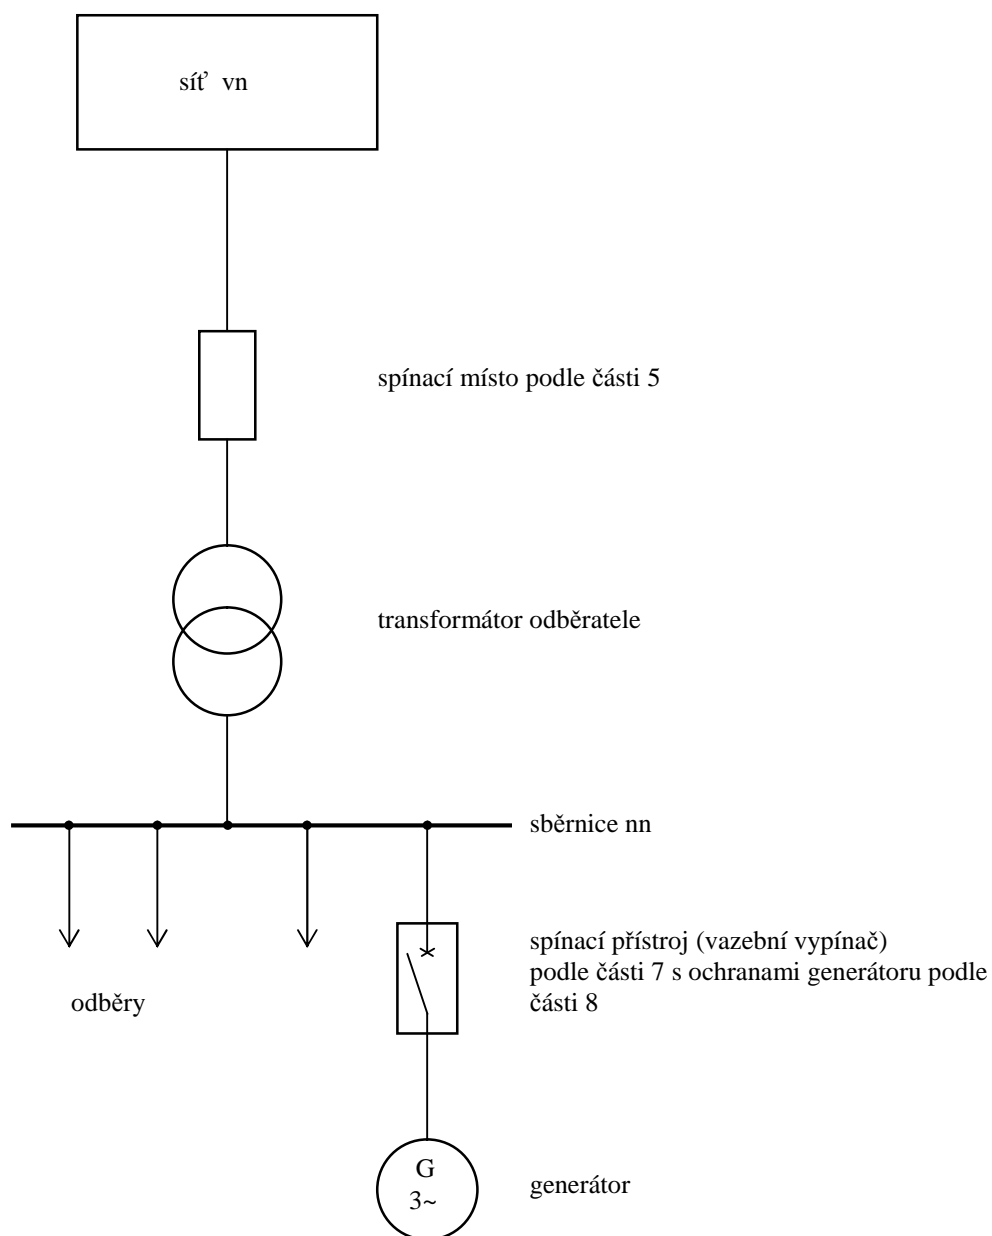 síť vn
spínací místo podle části 5
transformátor odběratele
sběrnice nn
spínací přístroj (vazební vypínač)
podle části 7 s ochranami generátoru podle
části 8
odběry
G
3~
generátor